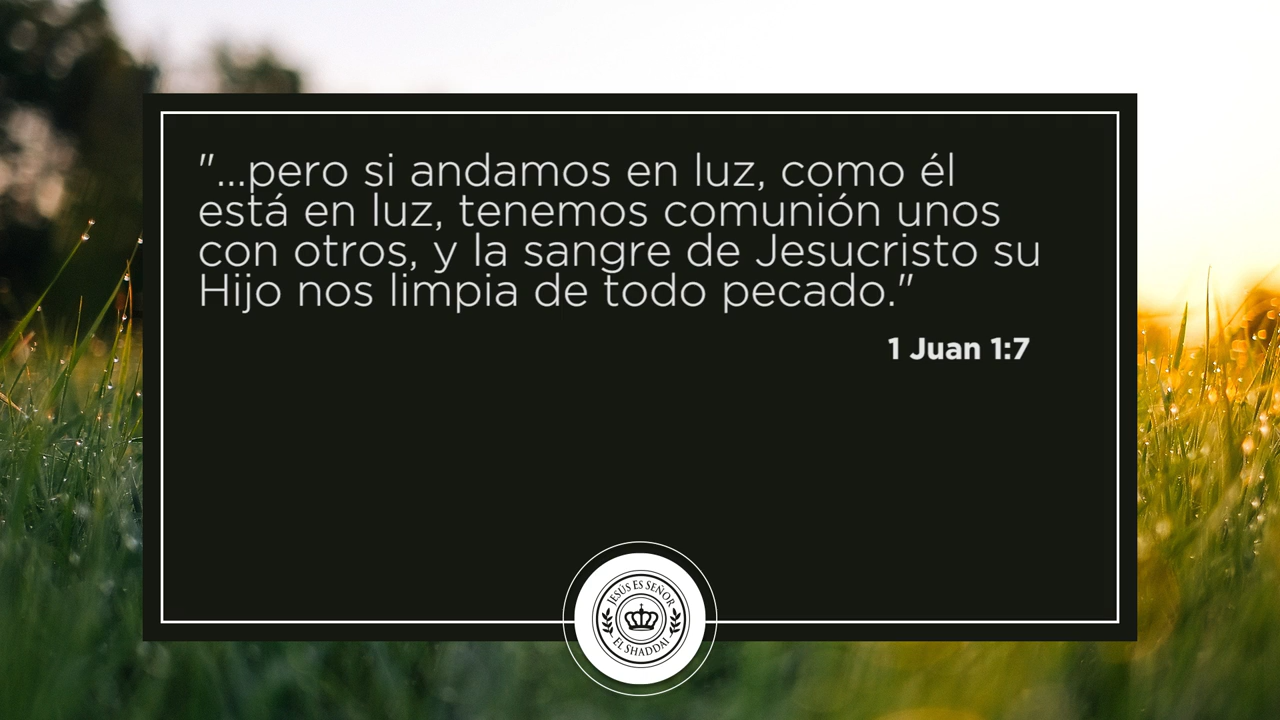 "...pero si andamos en luz, como él
está en luz, tenemos comunión unos
con otros, y la sangre de Jesucristo su
Hijo nos limpia de todo pecado."
1 Juan 1:7
JESÚS ES SEÑOR
EL SHADDAI